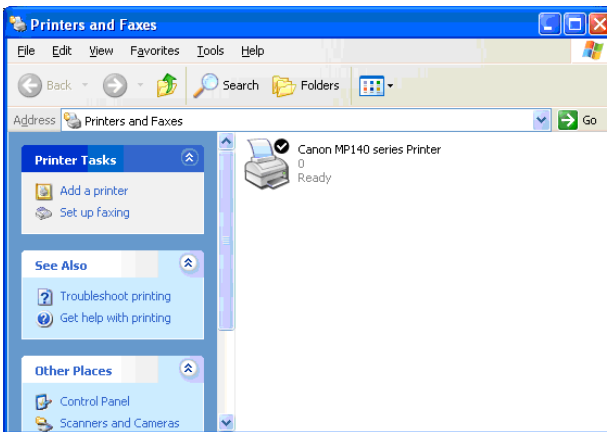 Printers and Faxes
File Edit View Favorites Tools Help
Back Search Folders
Address Printers and Faxes Go
Printer Tasks
Add a printer
Set up faxing
See Also
Troubleshoot printing
Get help with printing
Other Places
Control Panel
Scanners and Cameras
Canon MP140 series Printer
0
Ready